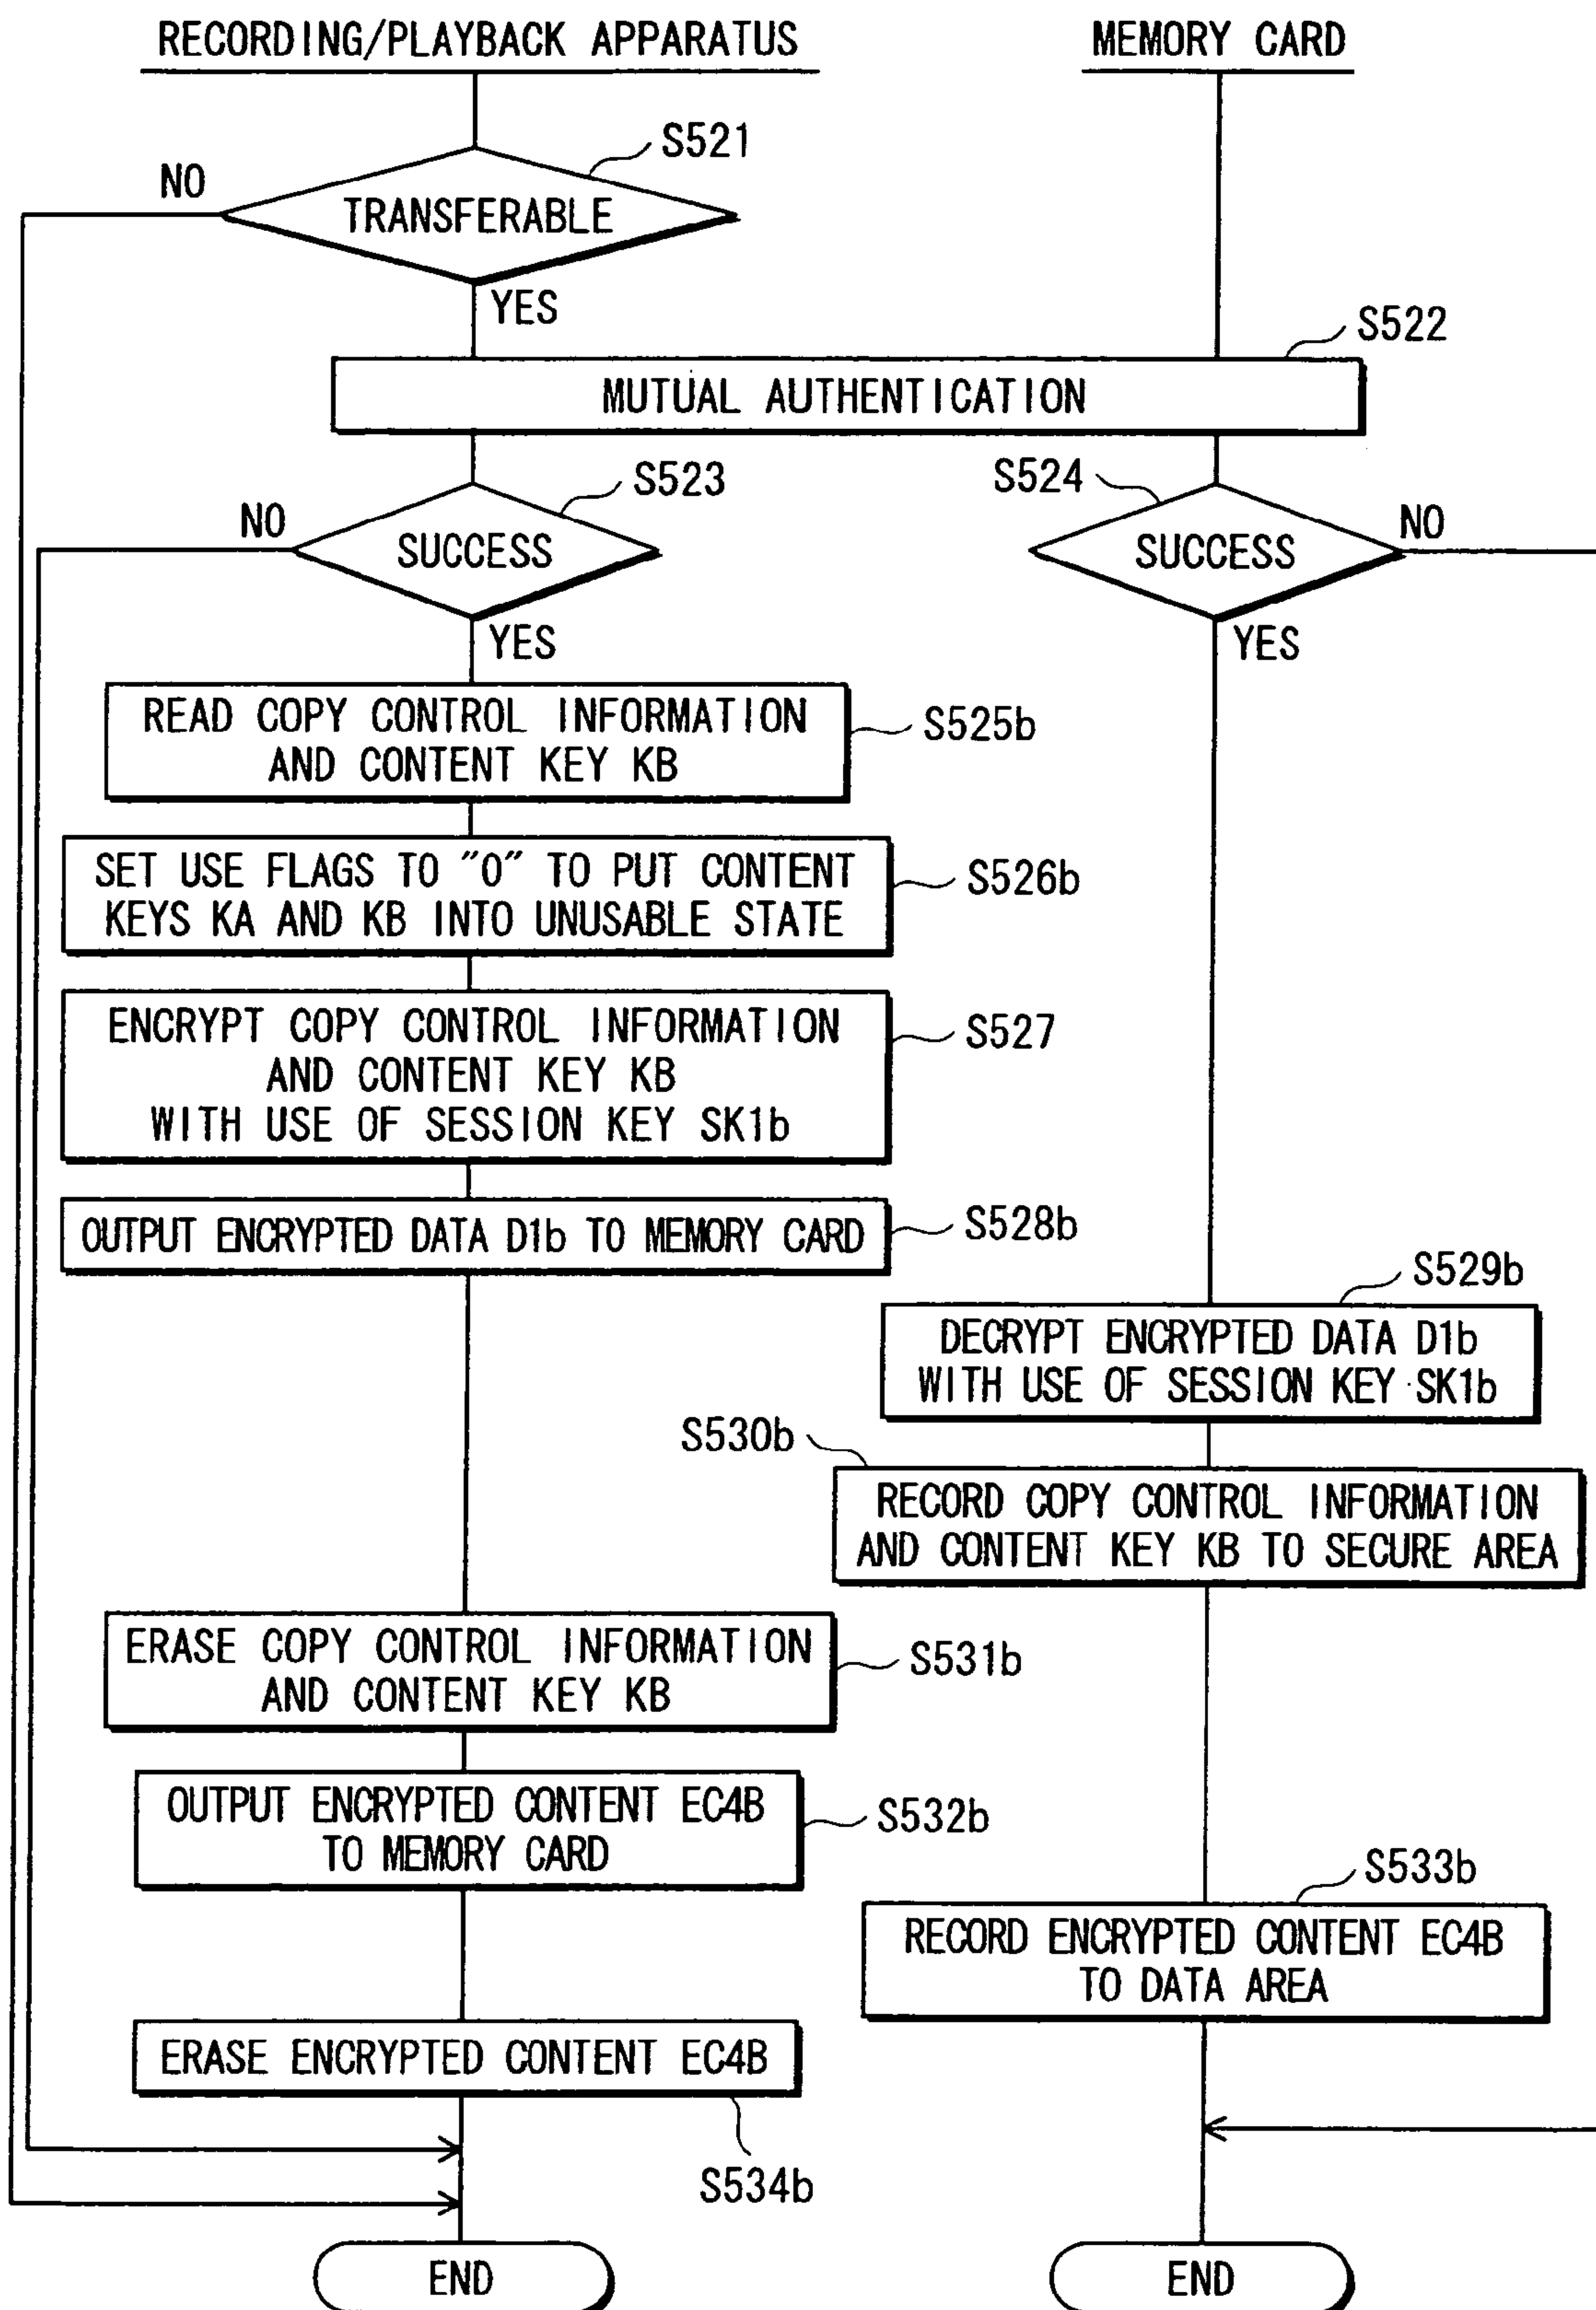 RECORDING/PLAYBACK APPARATUS
MEMORY CARD
S521
NO
TRANSFERABLE
YES
S522
MUTUAL AUTHENTICATION
S523
S524
NO
SUCCESS
SUCCESS
NO
YES
YES
READ COPY CONTROL INFORMATION
AND CONTENT KEY KB
S525b
SET USE FLAGS TO "0" TO PUT CONTENT
KEYS KA AND KB INTO UNUSABLE STATE
S526b
ENCRYPT COPY CONTROL INFORMATION
AND CONTENT KEY KB
WITH USE OF SESSION KEY SK1b
S527
OUTPUT ENCRYPTED DATA D1b TO MEMORY CARD
S528b
S529b
DECRYPT ENCRYPTED DATA D1b
WITH USE OF SESSION KEY SK1b
S530b
RECORD COPY CONTROL INFORMATION
AND CONTENT KEY KB TO SECURE AREA
ERASE COPY CONTROL INFORMATION
AND CONTENT KEY KB
S531b
OUTPUT ENCRYPTED CONTENT EC4B
TO MEMORY CARD
S532b
S533b
RECORD ENCRYPTED CONTENT EC4B
TO DATA AREA
ERASE ENCRYPTED CONTENT EC4B
S534b
END
END